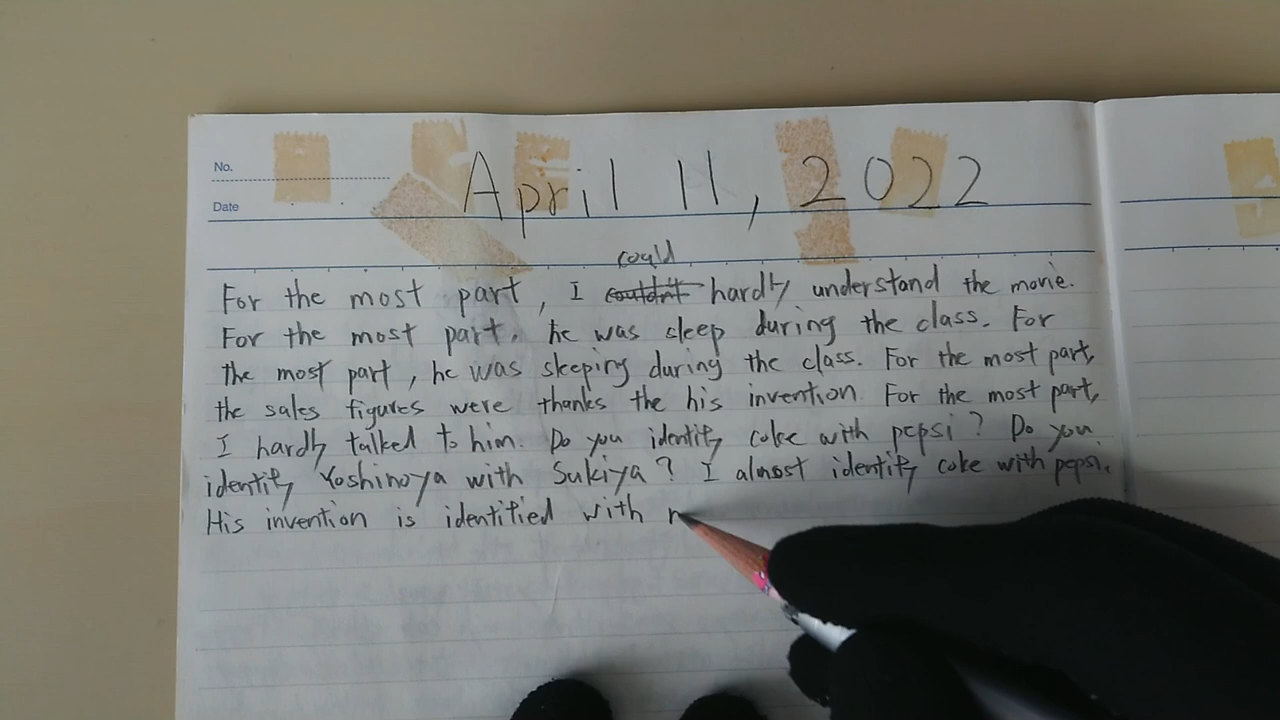 No.
Date
April 11, 2022
could
For the most part, I couldn't hardly understand the movie.
For the most part, he was sleep during the class. For
the most part, he was skeping during the class. For the most part,
the sales figures were thanks the his invention. For the most part,
I hardly talked to him. Do you identify coke with pepsi? Do you
identify Yoshinoya with Sukiya? I almost identify coke with pepsi.
His invention is identified with